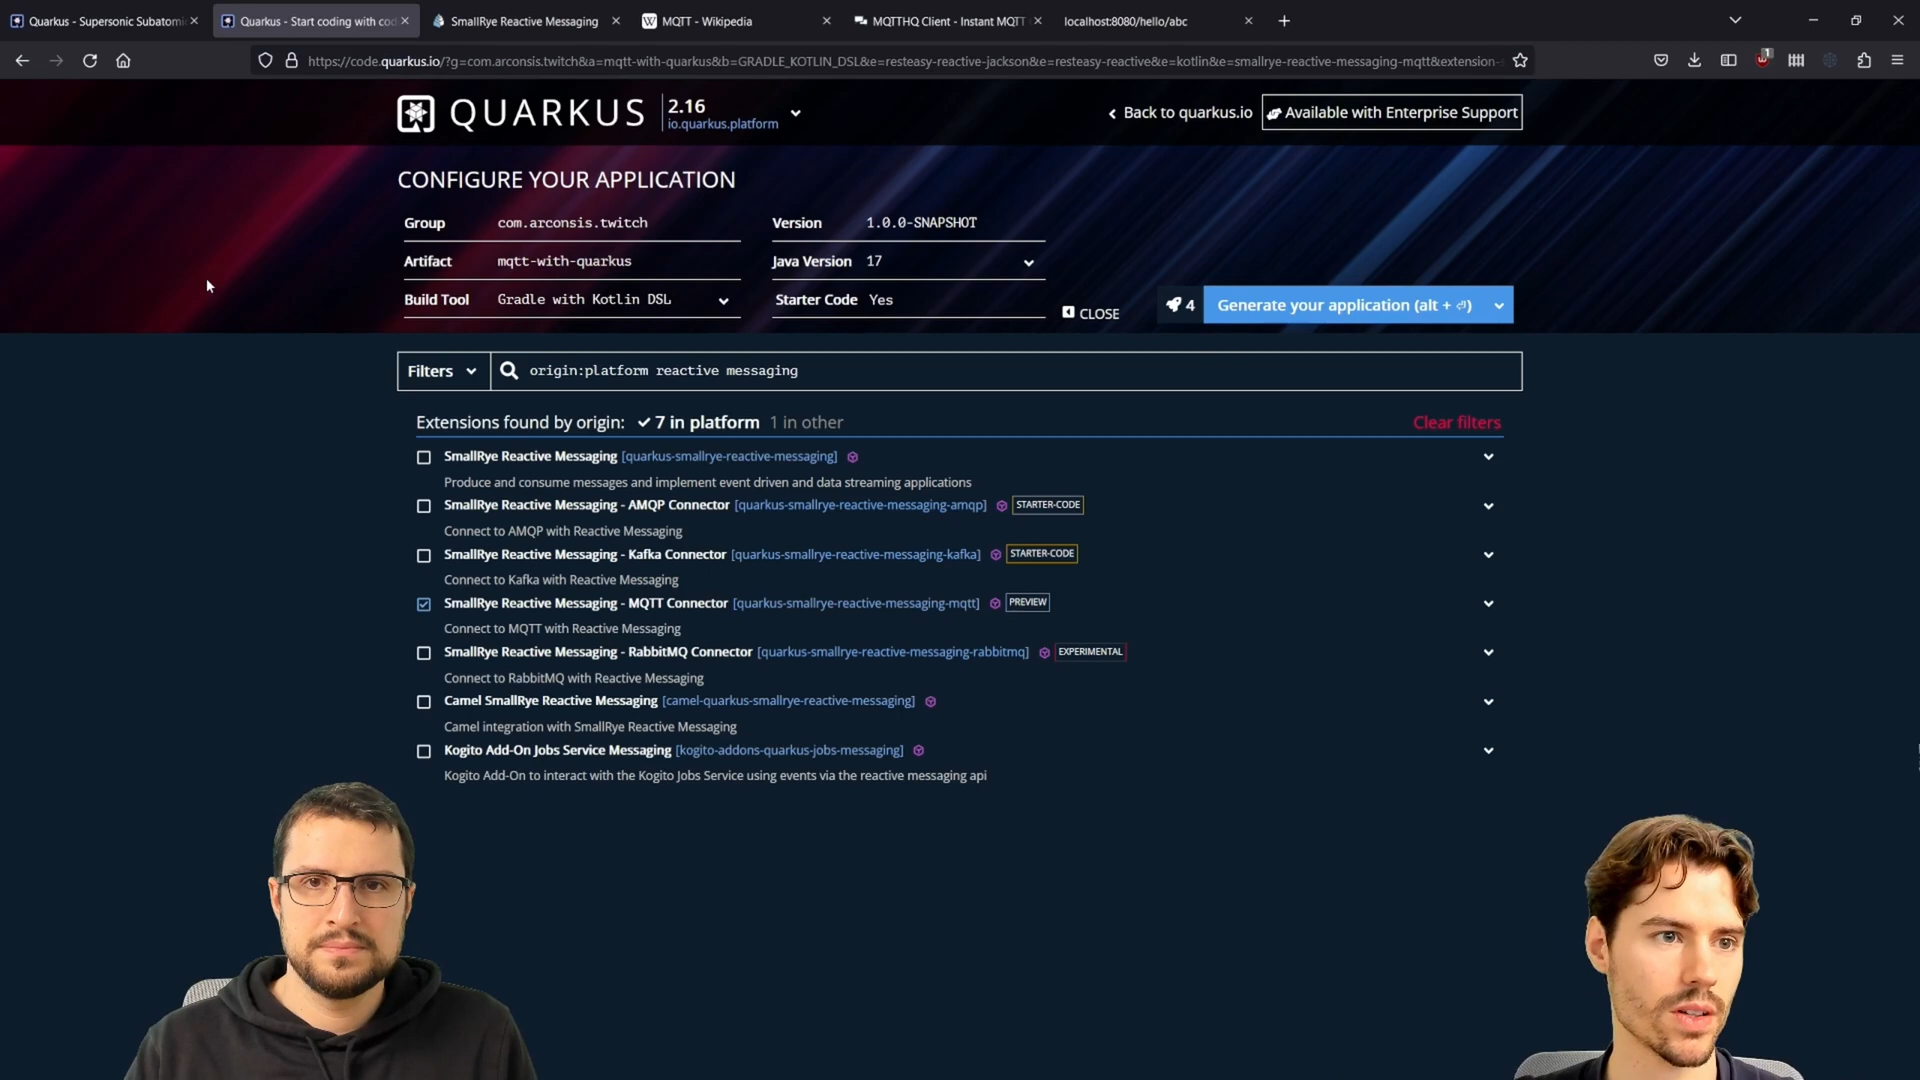 Quarkus - Supersonic Subatomi
Quarkus - Start coding with cod
SmallRye Reactive Messaging
MQTT - Wikipedia
MQTTHQ Client - Instant MQTT
localhost:8080/hello/abc
https://code.quarkus.io/?g=com.arconsis.twitch&a=mqtt-with-quarkus&b=GRADLE_KOTLIN_DSL&e=resteasy-reactive-jackson&e=resteasy-reactive&e=kotlin&e=smallrye-reactive-messaging-mqtt&extension-s
1
QUARKUS
2.16
io.quarkus.platform
Back to quarkus.io
Available with Enterprise Support
CONFIGURE YOUR APPLICATION
Group com.arconsis.twitch
Version 1.0.0-SNAPSHOT
Artifact mqtt-with-quarkus
Java Version 17
Build Tool Gradle with Kotlin DSL
Starter Code Yes
CLOSE
4
Generate your application (alt + ⏎)
Filters
origin:platform reactive messaging
Extensions found by origin: ✓ 7 in platform 1 in other
Clear filters
SmallRye Reactive Messaging [quarkus-smallrye-reactive-messaging]
Produce and consume messages and implement event driven and data streaming applications
SmallRye Reactive Messaging - AMQP Connector [quarkus-smallrye-reactive-messaging-amqp] STARTER-CODE
Connect to AMQP with Reactive Messaging
SmallRye Reactive Messaging - Kafka Connector [quarkus-smallrye-reactive-messaging-kafka] STARTER-CODE
Connect to Kafka with Reactive Messaging
SmallRye Reactive Messaging - MQTT Connector [quarkus-smallrye-reactive-messaging-mqtt] PREVIEW
Connect to MQTT with Reactive Messaging
SmallRye Reactive Messaging - RabbitMQ Connector [quarkus-smallrye-reactive-messaging-rabbitmq] EXPERIMENTAL
Connect to RabbitMQ with Reactive Messaging
Camel SmallRye Reactive Messaging [camel-quarkus-smallrye-reactive-messaging]
Camel integration with SmallRye Reactive Messaging
Kogito Add-On Jobs Service Messaging [kogito-addons-quarkus-jobs-messaging]
Kogito Add-On to interact with the Kogito Jobs Service using events via the reactive messaging api